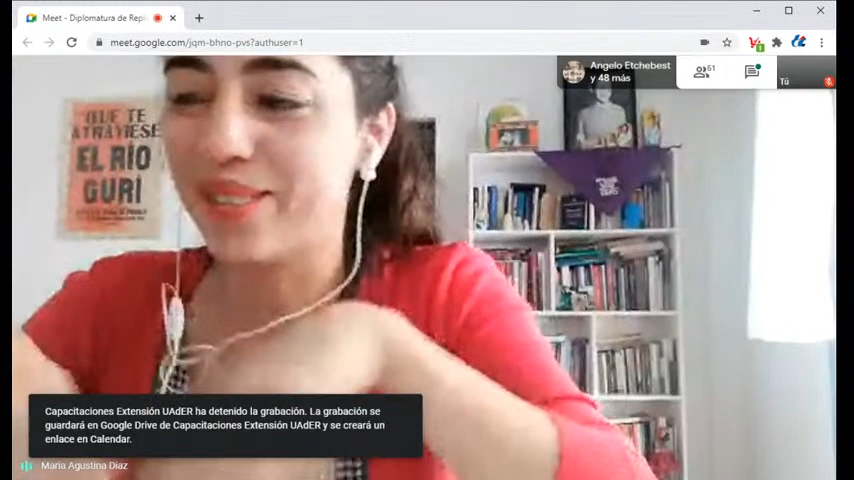 Meet - Diplomatura de Repr
meet.google.com/jqm-bhno-pvs?authuser=1
Angelo Etchebest
y 48 más
51
Tú
QUE TE
ATRAVIESE
EL RÍO
GURÍ
Capacitaciones Extensión UAdER ha detenido la grabación. La grabación se
guardará en Google Drive de Capacitaciones Extensión UAdER y se creará un
enlace en Calendar.
Maria Agustina Diaz